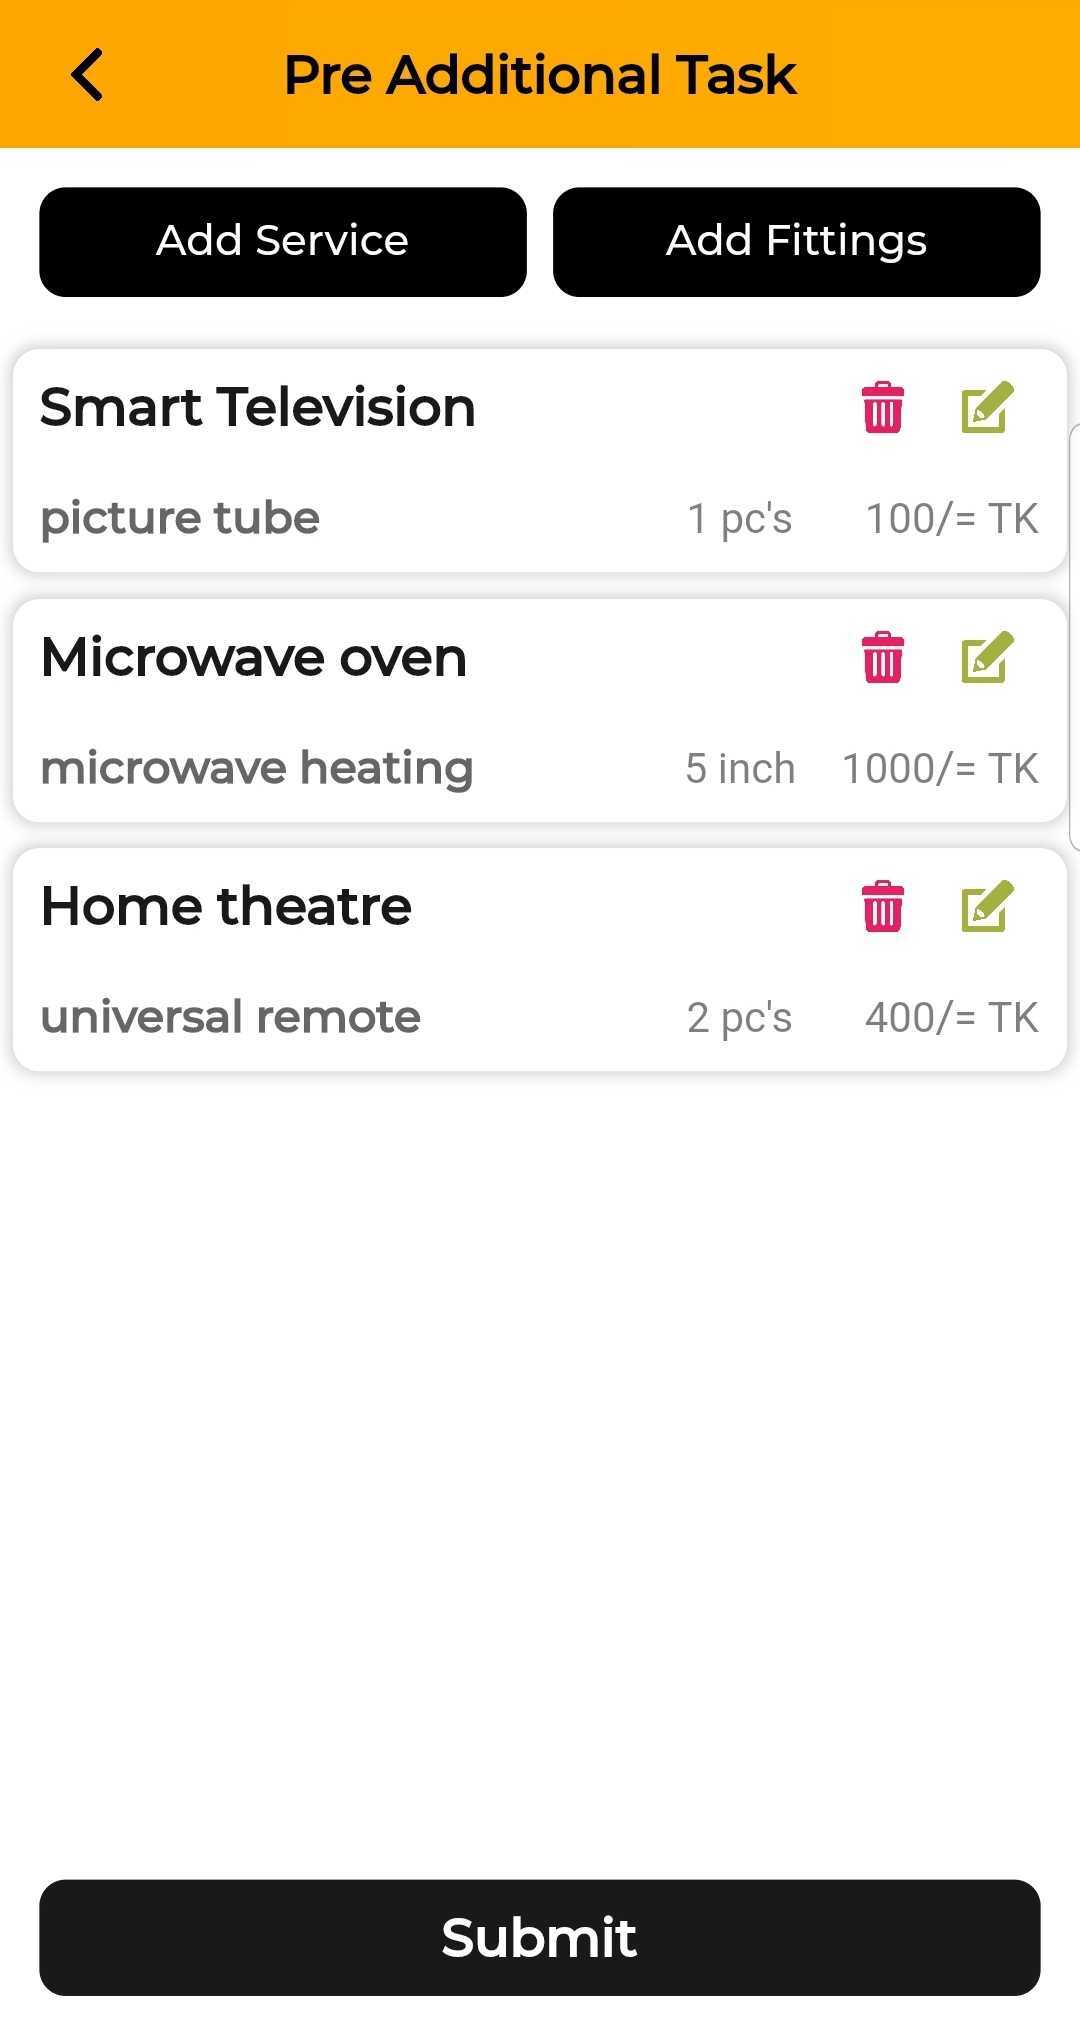 Pre Additional Task
Add Service Add Fittings
Smart Television
picture tube 1 pc's 100/= TK
Microwave oven
microwave heating 5 inch 1000/= TK
Home theatre
universal remote 2 pc's 400/= TK
Submit